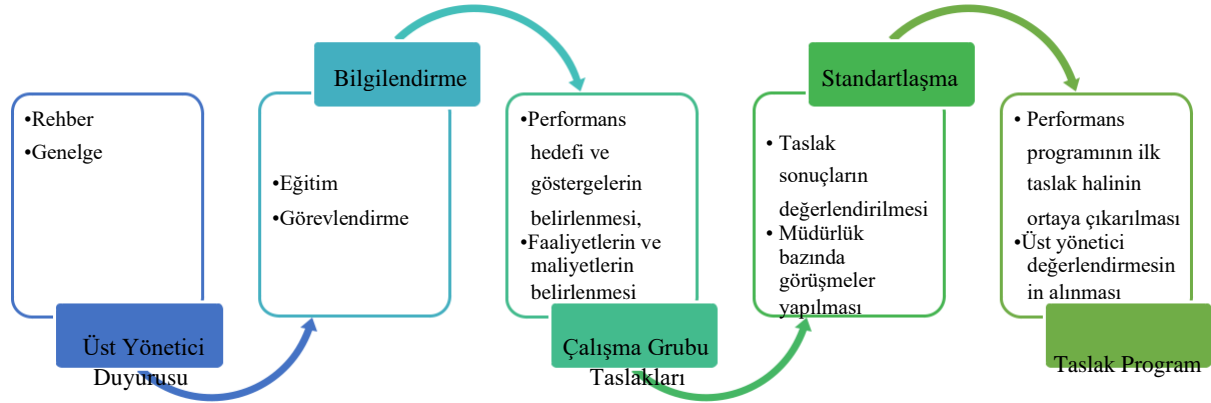 •Rehber
•Genelge
Üst Yönetici
Duyurusu
Bilgilendirme
•Eğitim
•Görevlendirme
•Performans
hedefi ve
göstergelerin
belirlenmesi,
•Faaliyetlerin ve
maliyetlerin
belirlenmesi
Çalışma Grubu
Taslakları
Standartlaşma
• Taslak
sonuçların
değerlendirilmesi
• Müdürlük
bazında
görüşmeler
yapılması
• Performans
programının ilk
taslak halinin
ortaya çıkarılması
•Üst yönetici
değerlendirmesin
in alınması
Taslak Program